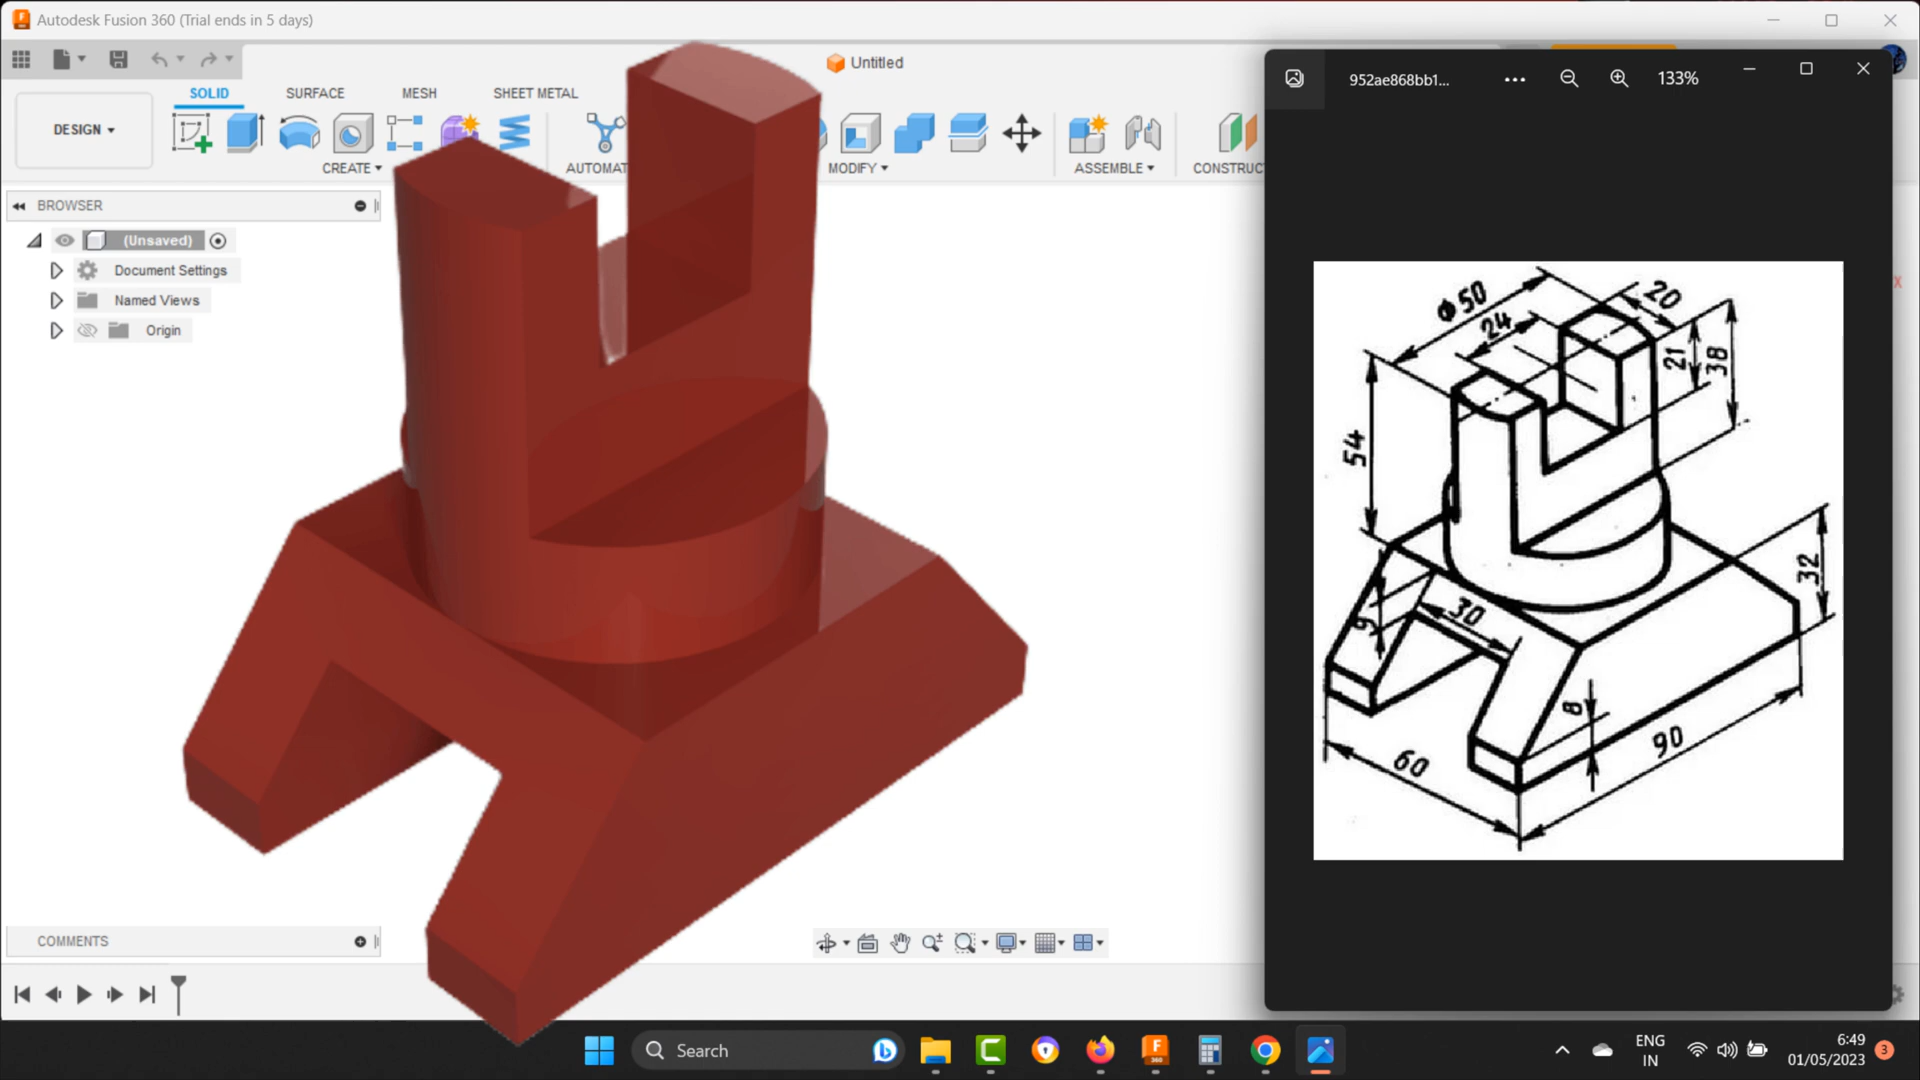 Autodesk Fusion 360 (Trial ends in 5 days)
Untitled
SOLID SURFACE MESH SHEET METAL
DESIGN
CREATE AUTOMAT MODIFY ASSEMBLE CONSTRUC
BROWSER
(Unsaved)
Document Settings
Named Views
Origin
COMMENTS
952ae868bb1... 133%
Φ50
20
24
21
38
54
32
30
9
8
90
60
X
Search
F
360
ENG
IN
6:49
01/05/2023
3